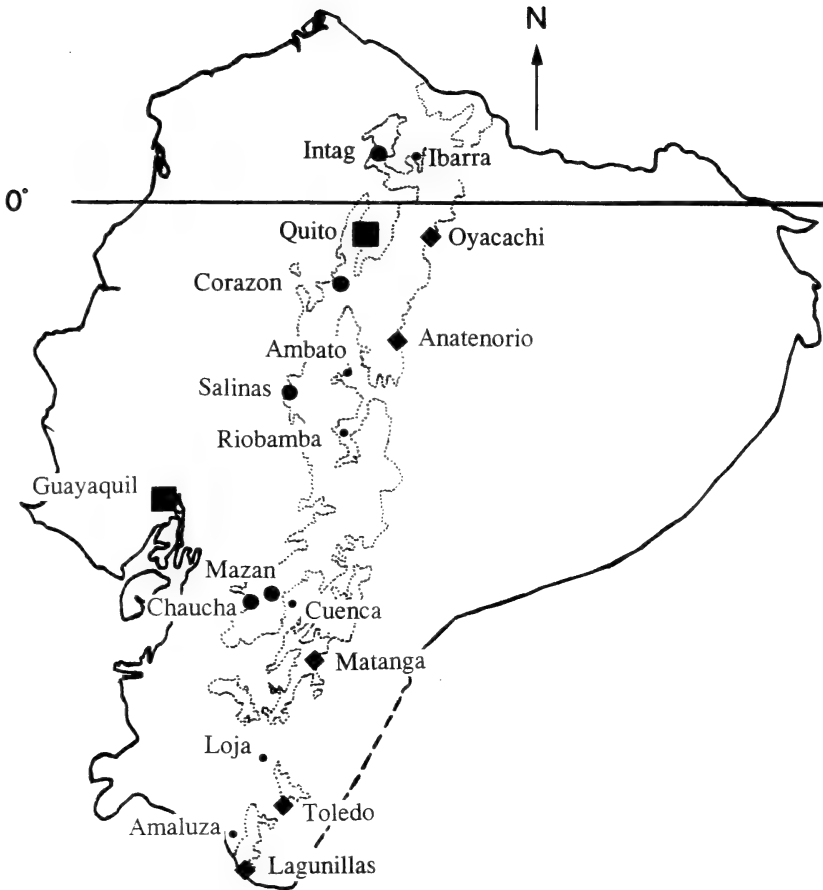 N
Intag
Ibarra
0°
Quito
Oyacachi
Corazon
Anatenorio
Ambato
Salinas
Riobamba
Guayaquil
Mazan
Chaucha
Cuenca
Matanga
Loja
Toledo
Amaluza
Lagunillas